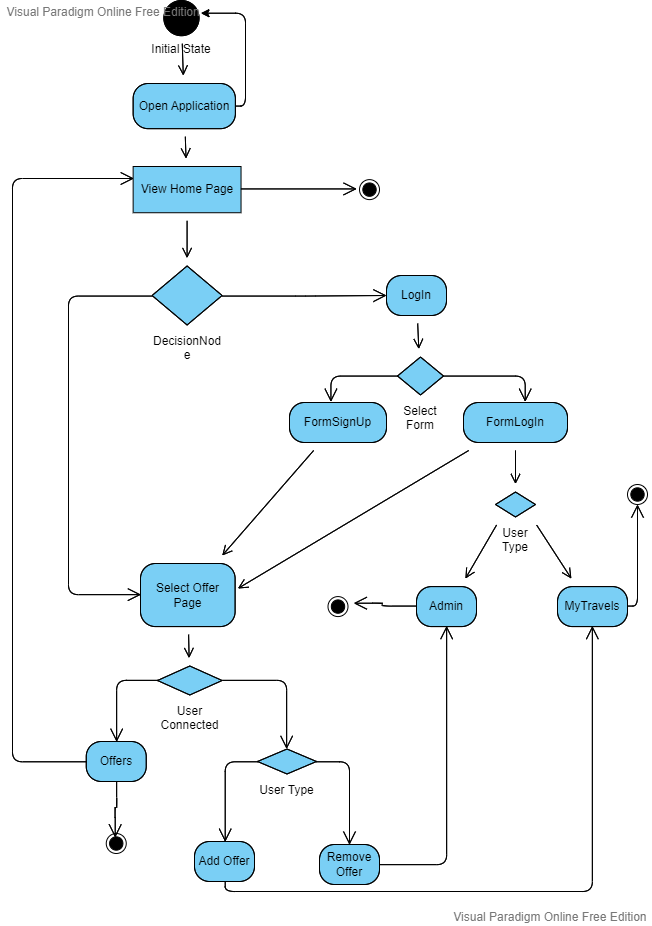 Visual Paradigm Online Free Edition
Initial State
Open Application
View Home Page
DecisionNod
e
LogIn
Select
Form
FormSignUp
FormLogIn
User
Type
Select Offer
Page
Admin
MyTravels
User
Connected
Offers
User Type
Add Offer
Remove
Offer
Visual Paradigm Online Free Edition